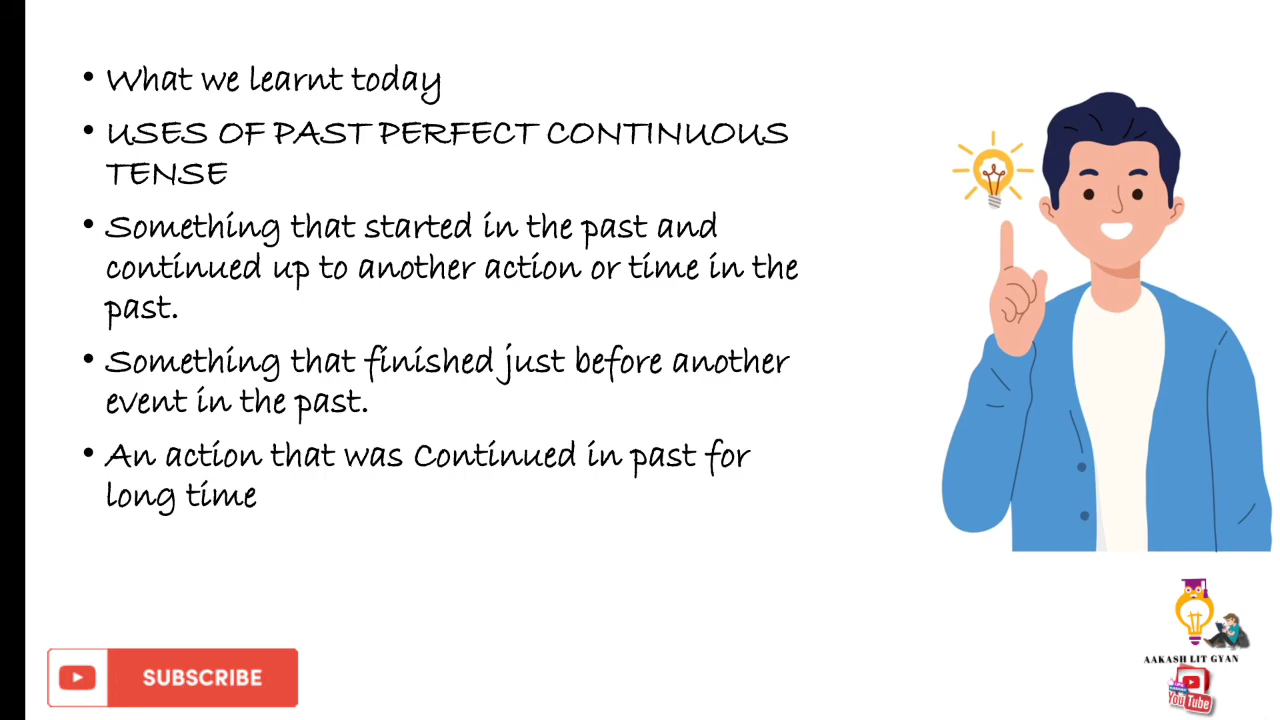 • What we learnt today
• USES OF PAST PERFECT CONTINUOUS
TENSE
• Something that started in the past and
continued up to another action or time in the
past.
• Something that finished just before another
event in the past.
• An action that was Continued in past for
long time
SUBSCRIBE
AAKASH LIT GYAN
YouTube